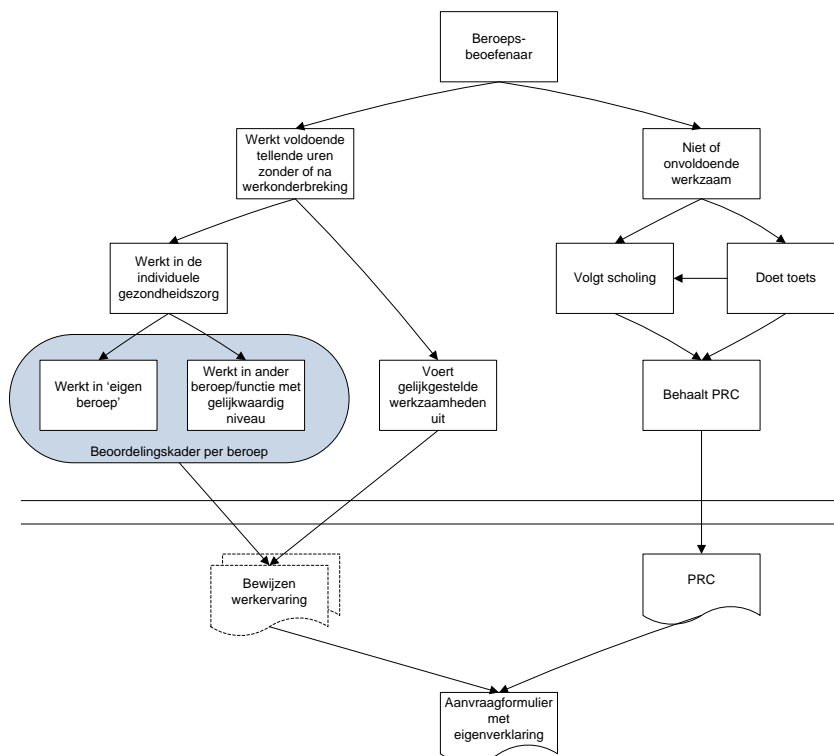 Beroeps-
beoefenaar
Werkt voldoende
tellende uren
zonder of na
werkonderbreking
Niet of
onvoldoende
werkzaam
Werkt in de
individuele
gezondheidszorg
Volgt scholing
Doet toets
Werkt in ‘eigen
beroep’
Werkt in ander
beroep/functie met
gelijkwaardig
niveau
Voert
gelijkgestelde
werkzaamheden
uit
Behaalt PRC
Beoordelingskader per beroep
Bewijzen
werkervaring
PRC
Aanvraagformulier
met
eigenverklaring